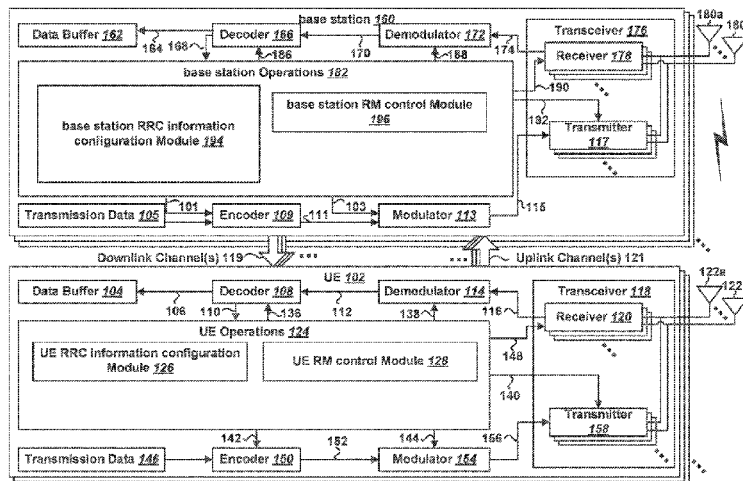 base station 160
Data Buffer 162
Decoder 166
Demodulator 172
Transceiver 176
Receiver 178
180a
180
164
168
186
170
188
174
190
192
base station Operations 182
base station RRC information
configuration Module 194
base station RM control Module
196
Transmitter
117
101
103
115
Transmission Data 105
Encoder 109
111
Modulator 113
Downlink Channel(s) 119
Uplink Channel(s) 121
UE 102
Data Buffer 104
Decoder 108
Demodulator 114
Transceiver 118
Receiver 120
122a
122
106
110
136
112
138
116
148
140
UE Operations 124
UE RRC information configuration
Module 126
UE RM control Module 128
Transmitter
158
142
144
156
Transmission Data 146
Encoder 150
152
Modulator 154